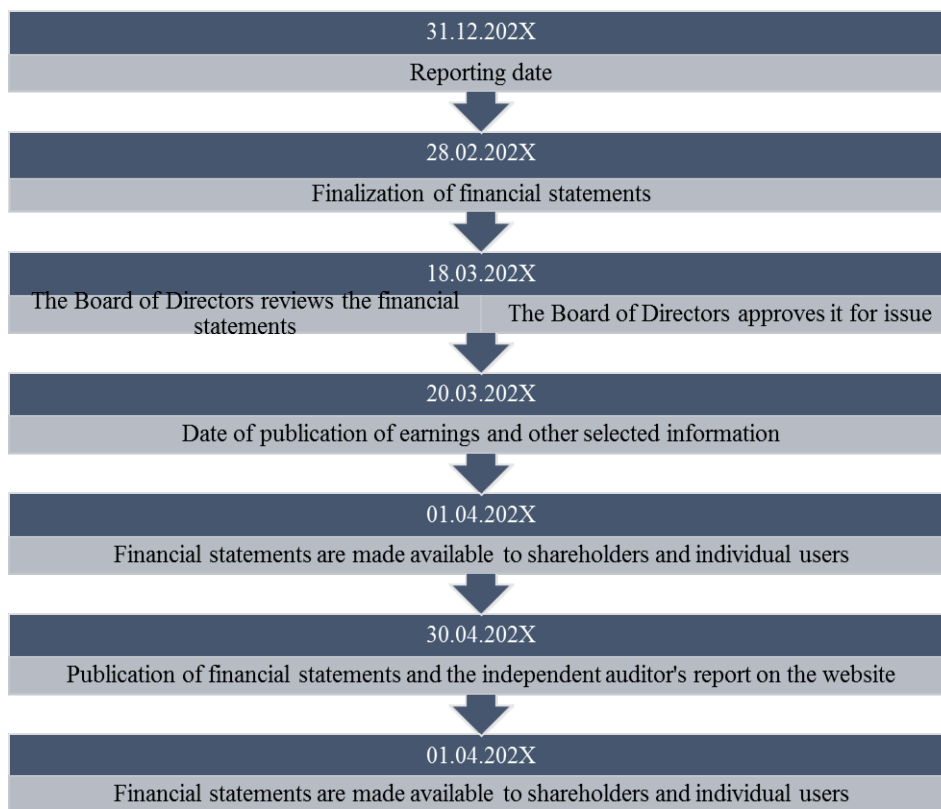 31.12.202X
Reporting date
28.02.202X
Finalization of financial statements
18.03.202X
The Board of Directors reviews the financial
statements
The Board of Directors approves it for issue
20.03.202X
Date of publication of earnings and other selected information
01.04.202X
Financial statements are made available to shareholders and individual users
30.04.202X
Publication of financial statements and the independent auditor's report on the website
01.04.202X
Financial statements are made available to shareholders and individual users